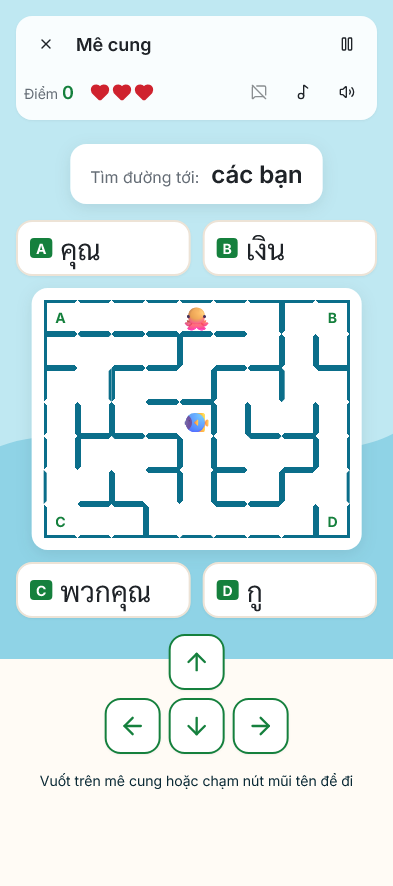 Mê cung
Điểm 0
Tìm đường tới: các bạn
A คุณ
B เงิน
A
B
C
D
C พวกคุณ
D กู
Vuốt trên mê cung hoặc chạm nút mũi tên để đi